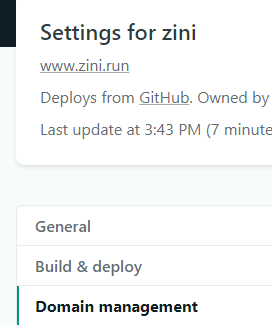 Settings for zini
www.zini.run
Deploys from GitHub. Owned by
Last update at 3:43 PM (7 minute
General
Build & deploy
Domain management